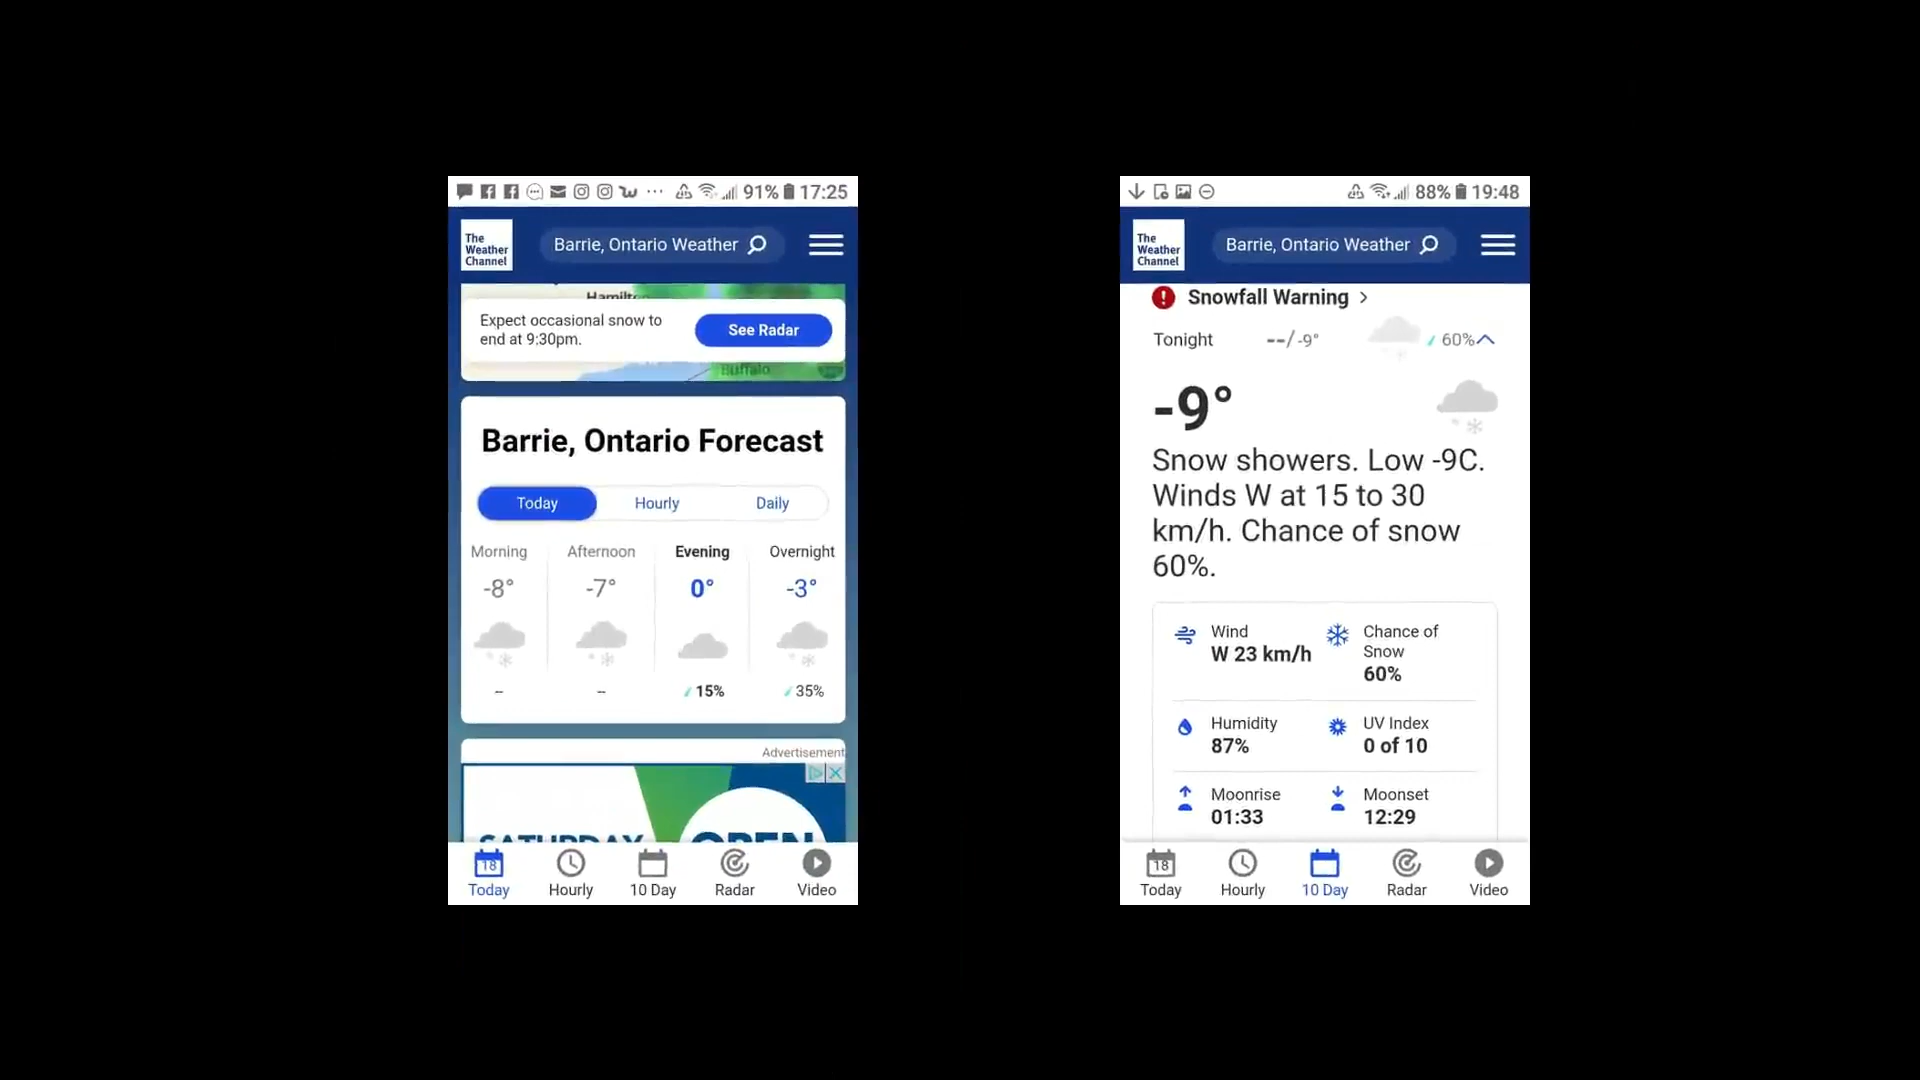 91% 17:25
The
Weather
Channel
Barrie, Ontario Weather
Expect occasional snow to
end at 9:30pm.
See Radar
Buffalo
Barrie, Ontario Forecast
Today Hourly Daily
Morning Afternoon Evening Overnight
-8° -7° 0° -3°
-- -- 15% 35%
Advertisement
SATURDAY OPEN
18
Today Hourly 10 Day Radar Video
88% 19:48
The
Weather
Channel
Barrie, Ontario Weather
Snowfall Warning >
Tonight --/ -9° 60%
-9°
Snow showers. Low -9C.
Winds W at 15 to 30
km/h. Chance of snow
60%.
Wind
W 23 km/h
Chance of
Snow
60%
Humidity
87%
UV Index
0 of 10
Moonrise
01:33
Moonset
12:29
18
Today Hourly 10 Day Radar Video